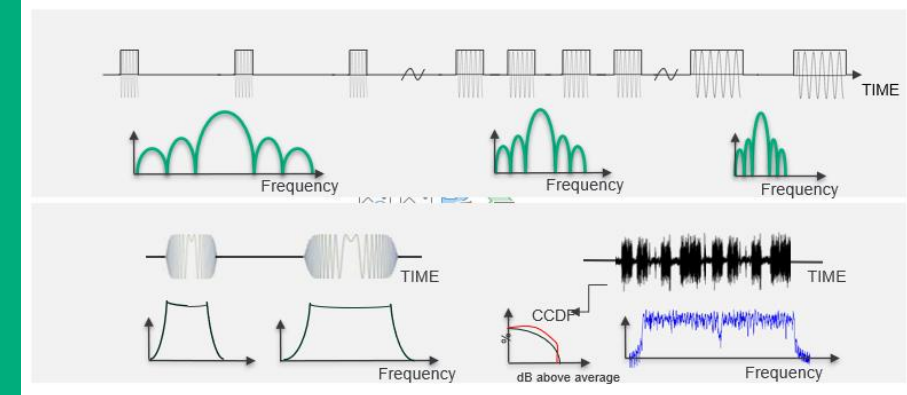 TIME
Frequency
Frequency
Frequency
TIME
TIME
CCDF
%
Frequency
dB above average
Frequency